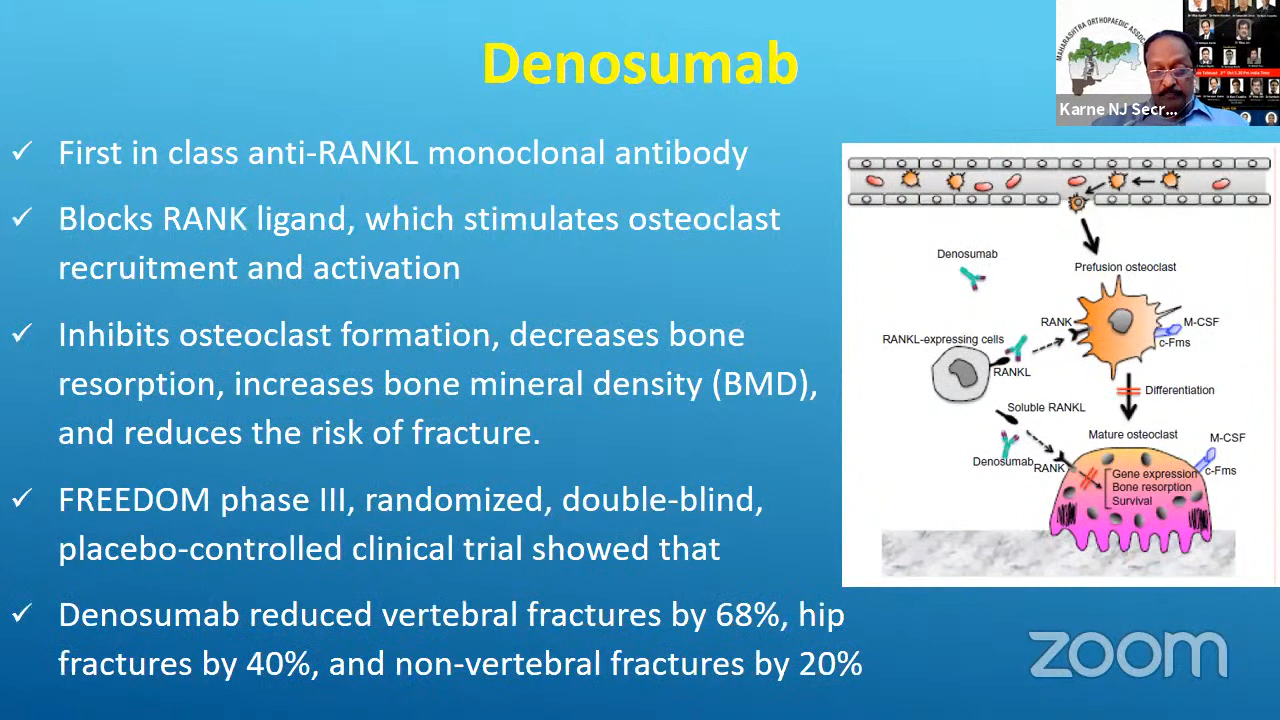 Denosumab
MAHARASHTRA ORTHOPAEDIC ASSOC
Karne NJ Secr...
✓ First in class anti-RANKL monoclonal antibody
✓ Blocks RANK ligand, which stimulates osteoclast
recruitment and activation
✓ Inhibits osteoclast formation, decreases bone
resorption, increases bone mineral density (BMD),
and reduces the risk of fracture.
✓ FREEDOM phase III, randomized, double-blind,
placebo-controlled clinical trial showed that
✓ Denosumab reduced vertebral fractures by 68%, hip
fractures by 40%, and non-vertebral fractures by 20%
Denosumab
Prefusion osteoclast
RANK
M-CSF
c-Fms
RANKL-expressing cells
RANKL
Differentiation
Soluble RANKL
Mature osteoclast
M-CSF
Denosumab
RANK
c-Fms
Gene expression
Bone resorption
Survival
zoom